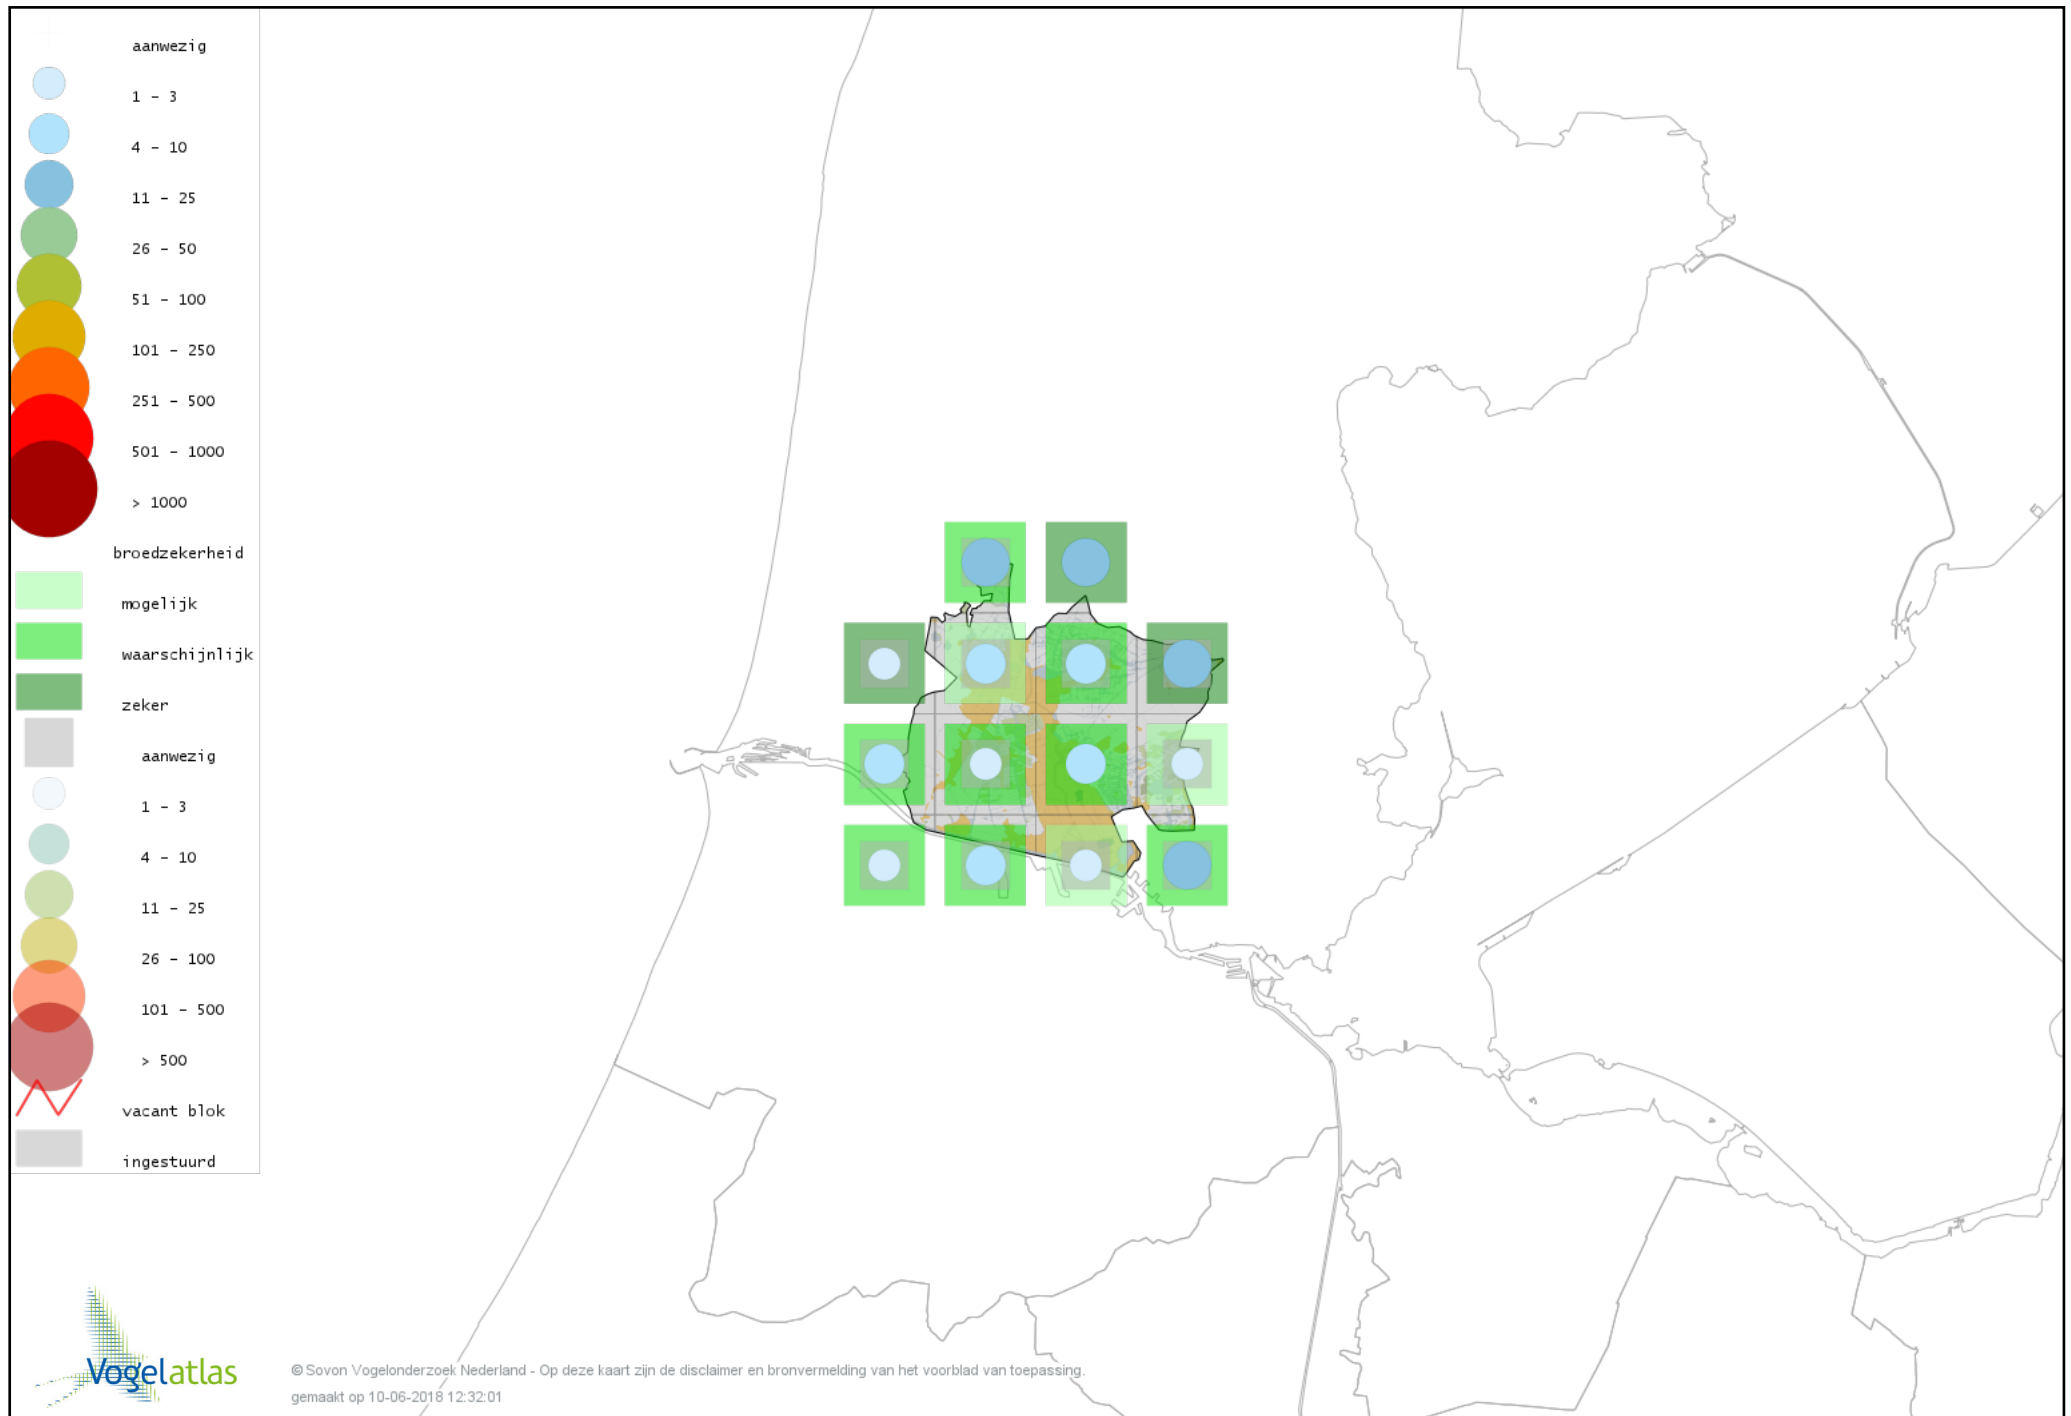 aanwezig
1 - 3
4 - 10
11 - 25
26 - 50
51 - 100
101 - 250
251 - 500
501 - 1000
> 1000
broedzekerheid
mogelijk
waarschijnlijk
zeker
aanwezig
1 - 3
4 - 10
11 - 25
26 - 100
101 - 500
> 500
vacant blok
ingestuurd
Vogelatlas
© Sovon Vogelonderzoek Nederland - Op deze kaart zijn de disclaimer en bronvermelding van het voorblad van toepassing.
gemaakt op 10-06-2018 12:32:01